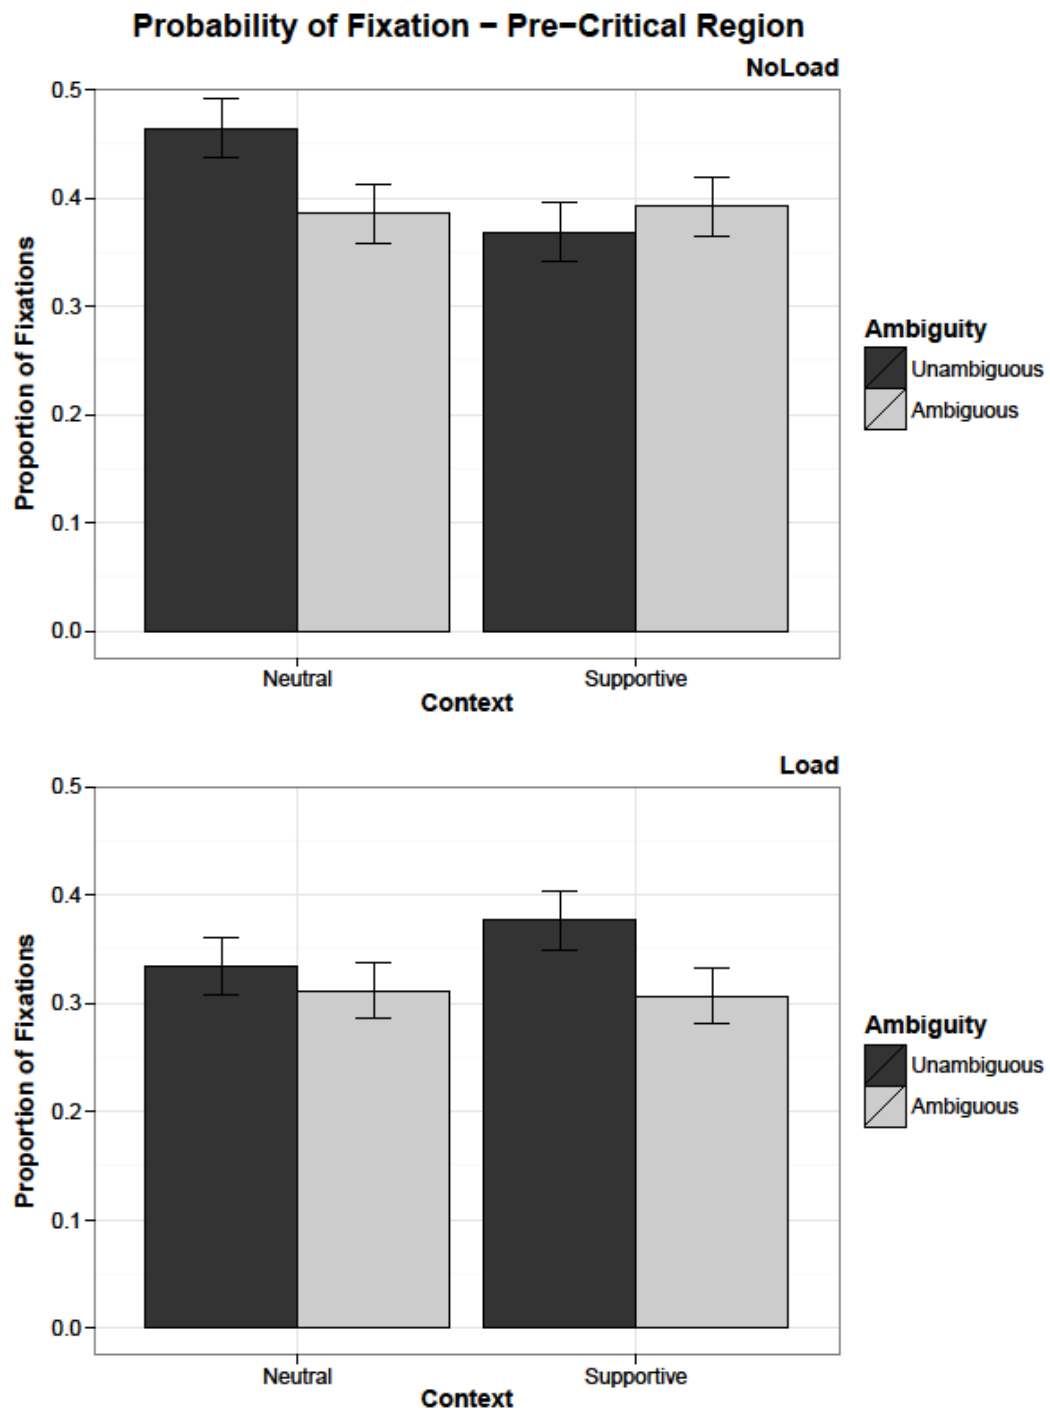 Probability of Fixation − Pre−Critical Region
NoLoad
0.5
0.4
0.3
0.2
0.1
0.0
Proportion of Fixations
Neutral
Supportive
Context
Ambiguity
Unambiguous
Ambiguous
Load
0.5
0.4
0.3
0.2
0.1
0.0
Proportion of Fixations
Neutral
Supportive
Context
Ambiguity
Unambiguous
Ambiguous